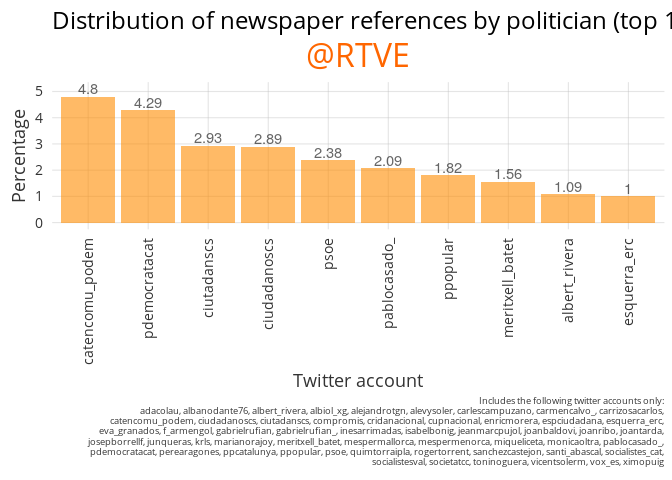 Distribution of newspaper references by politician (top 1
@RTVE
Percentage
5
4
3
2
1
0
4.8
4.29
2.93
2.89
2.38
2.09
1.82
1.56
1.09
1
catencomu_podem
pdemocratacat
ciutadanscs
ciudadanoscs
psoe
pablocasado_
ppopular
meritxell_batet
albert_rivera
esquerra_erc
Twitter account
Includes the following twitter accounts only:
adacolau, albanodante76, albert_rivera, albiol_xg, alejandrotgn, alevysoler, carlescampuzano, carmencalvo_, carrizosacarlos,
catencomu_podem, ciudadanoscs, ciutadanscs, compromis, cridanacional, cupnacional, enricmorera, espciudadana, esquerra_erc,
eva_granados, f_armengol, gabrielrufian, gabrielrufian_, inesarrimadas, isabelbonig, jeanmarcpujol, joanbaldovi, joanribo, joantarda,
josepborrellf, junqueras, krls, marianorajoy, meritxell_batet, mespermallorca, mespermenorca, miqueliceta, monicaoltra, pablocasado_,
pdemocratacat, perearagones, ppcatalunya, ppopular, psoe, quimtorraipla, rogertorrent, sanchezcastejon, santi_abascal, socialistes_cat,
socialistesval, societatcc, toninoguera, vicentsolerm, vox_es, ximopuig